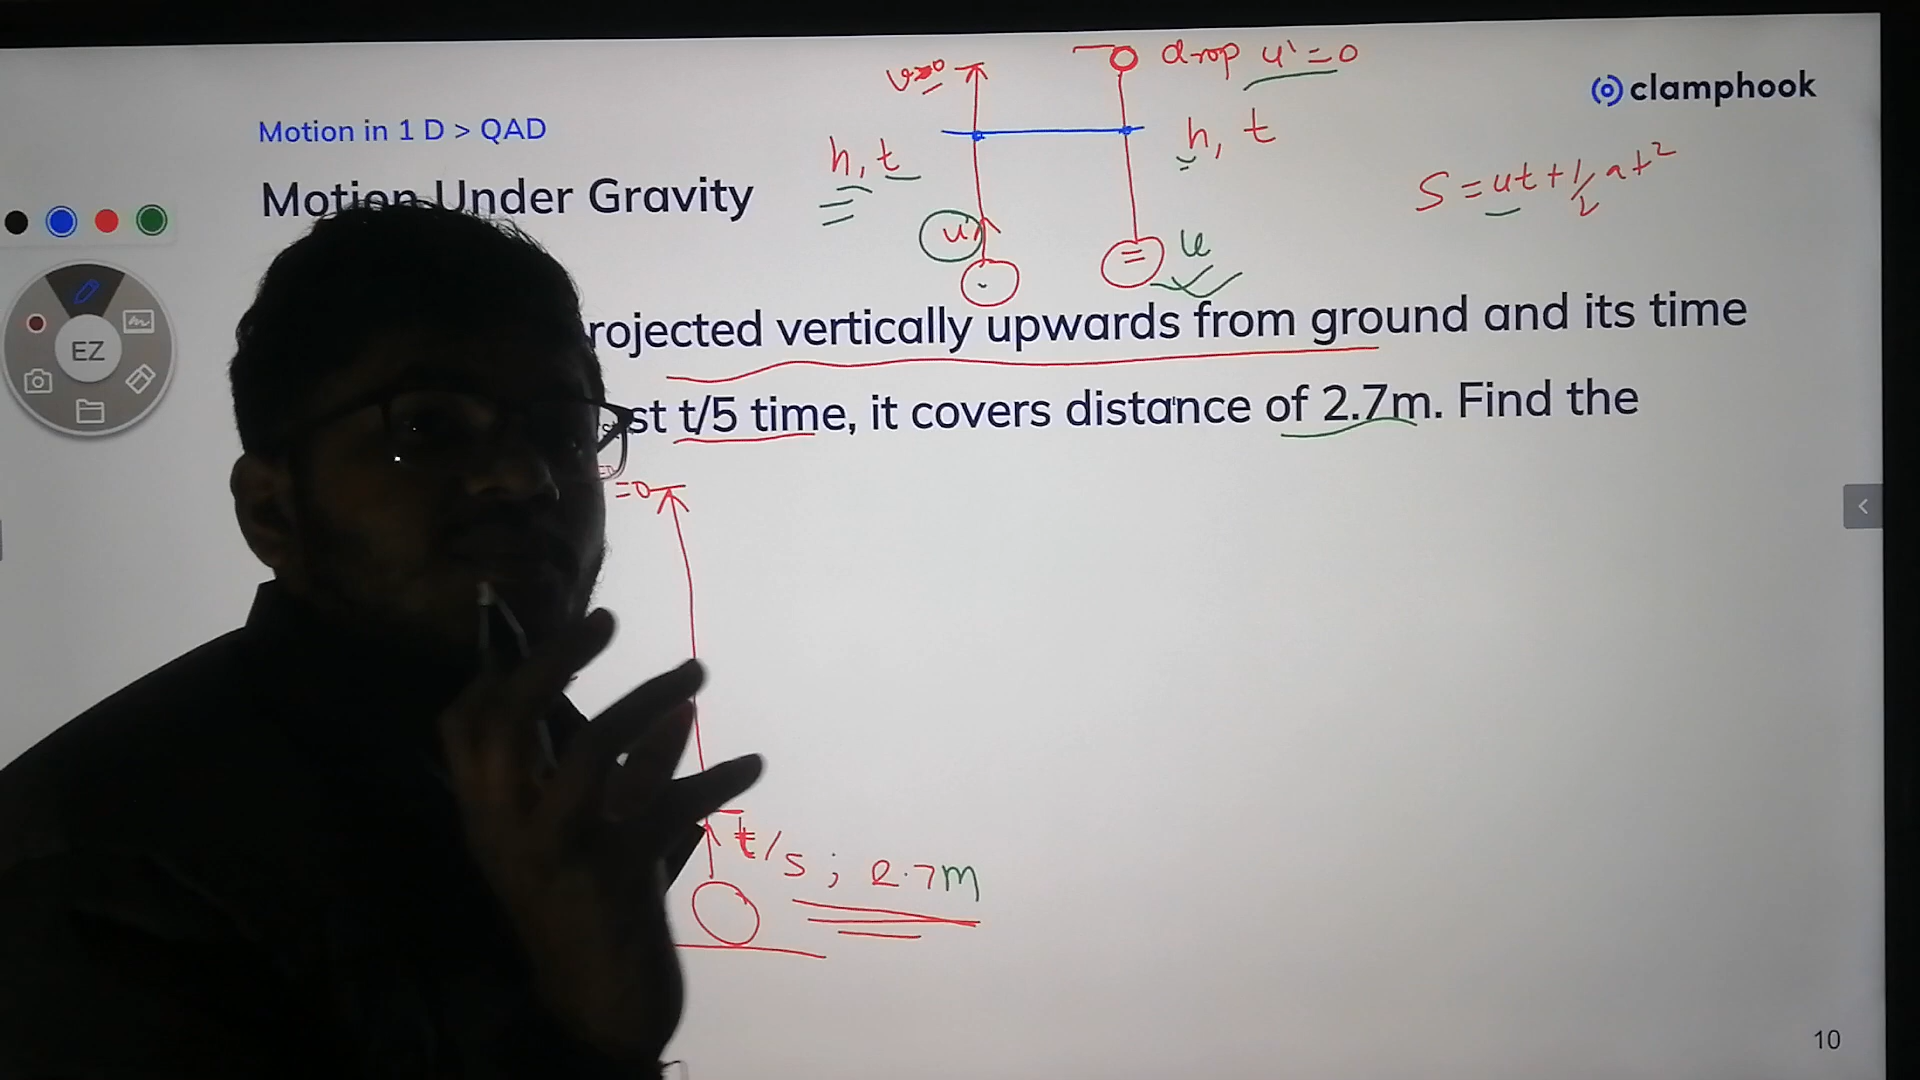 v=0
drop u'=0
clamphook
Motion in 1 D > QAD
h, t
h, t
S = ut + 1/2 at²
Motion Under Gravity
u
u
EZ
rojected vertically upwards from ground and its time
st t/5 time, it covers distance of 2.7m. Find the
=0
t/5 ; 2.7m
10